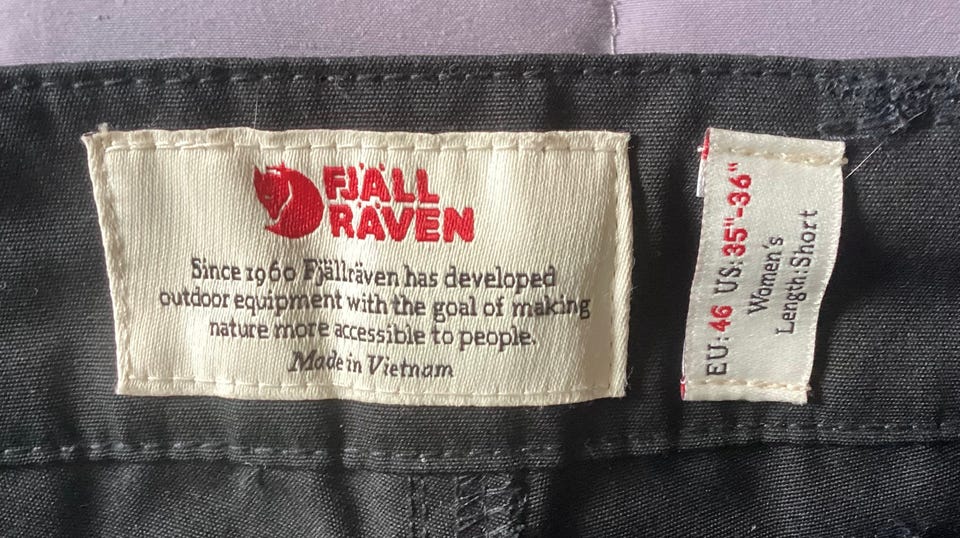 FJÄLL
RÄVEN
Since 1960 Fjällräven has developed
outdoor equipment with the goal of making
nature more accessible to people.
Made in Vietnam
EU: 46 US: 35"-36"
Women's
Length: Short